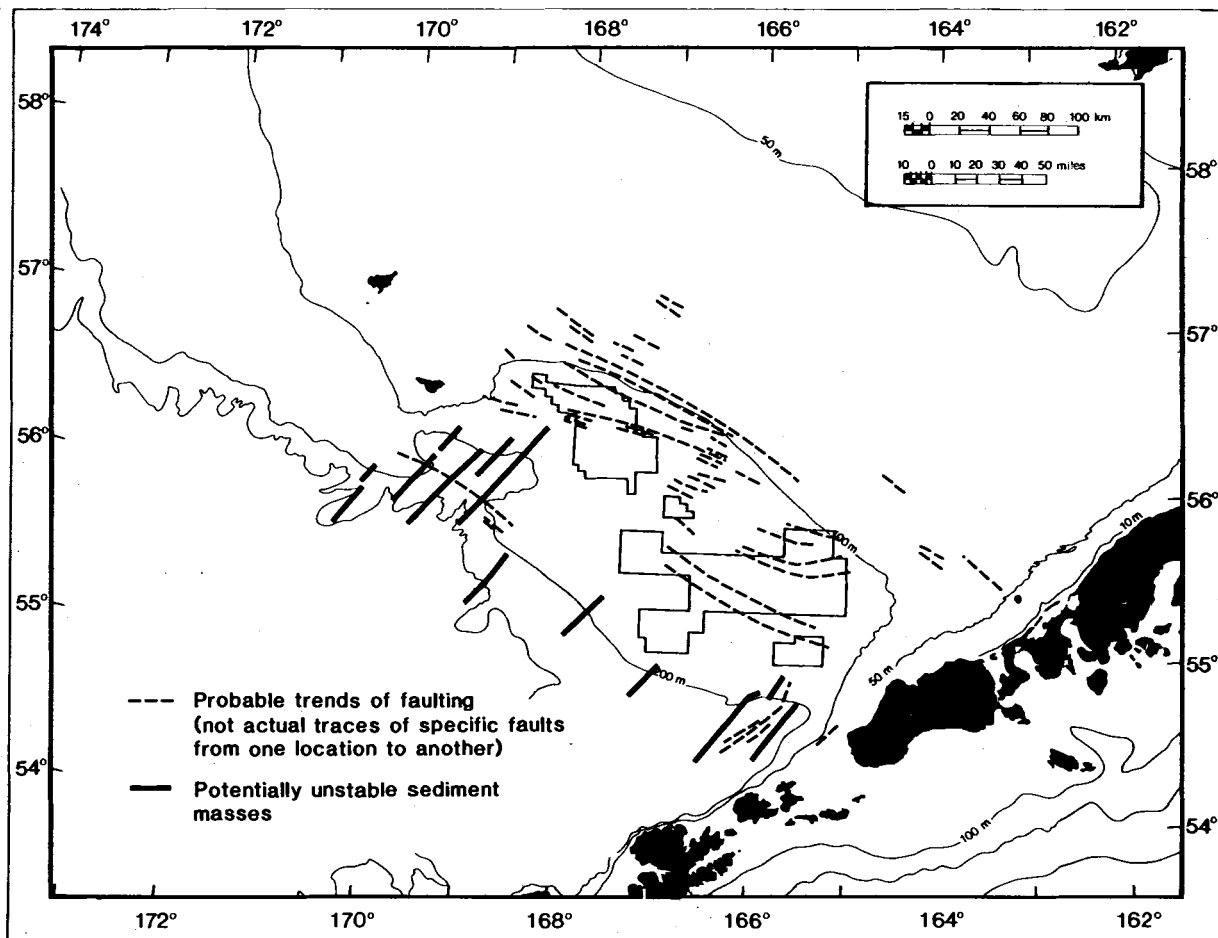 174° 172° 170° 168° 166° 164° 162°
58°
15 0 20 40 60 80 100 km
10 0 10 20 30 40 50 miles
50 m
58°
57°
57°
56°
56°
10 m
100 m
55°
55°
50 m
200 m
Probable trends of faulting
(not actual traces of specific faults
from one location to another)
54°
Potentially unstable sediment
masses
54°
100 m
172° 170° 168° 166° 164° 162°